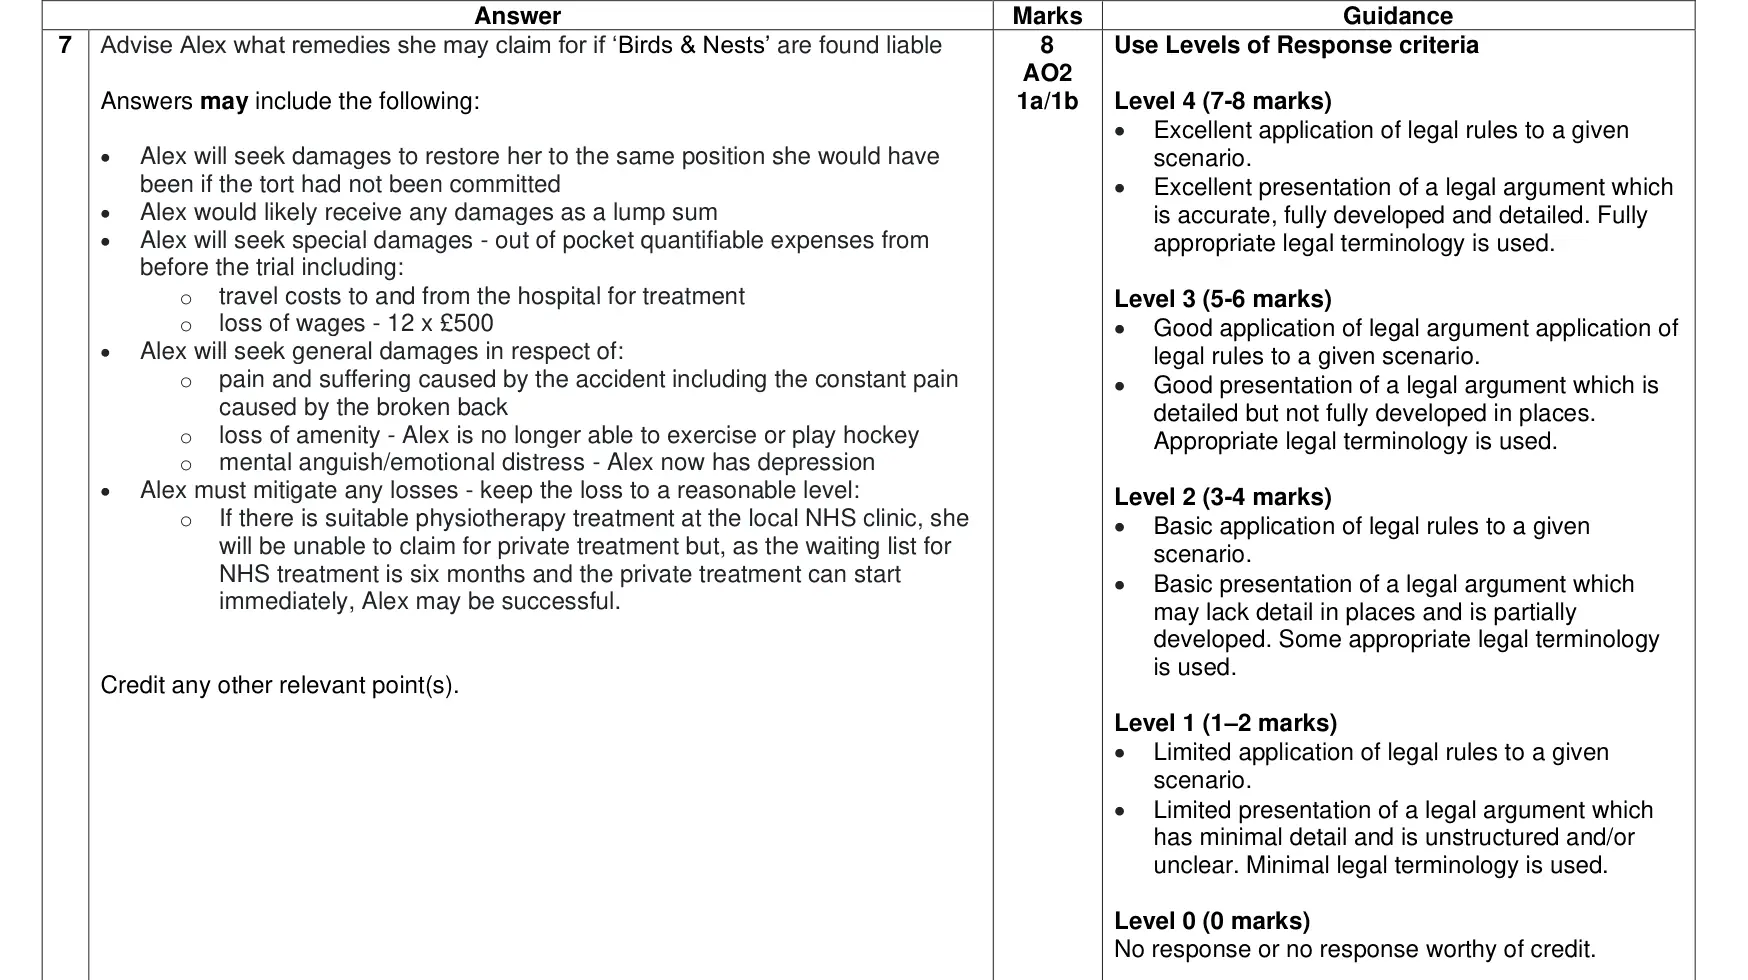 Answer
Marks
Guidance
7
Advise Alex what remedies she may claim for if ‘Birds & Nests’ are found liable
Answers may include the following:
• Alex will seek damages to restore her to the same position she would have
been if the tort had not been committed
• Alex would likely receive any damages as a lump sum
• Alex will seek special damages - out of pocket quantifiable expenses from
before the trial including:
o travel costs to and from the hospital for treatment
o loss of wages - 12 x £500
• Alex will seek general damages in respect of:
o pain and suffering caused by the accident including the constant pain
caused by the broken back
o loss of amenity - Alex is no longer able to exercise or play hockey
o mental anguish/emotional distress - Alex now has depression
• Alex must mitigate any losses - keep the loss to a reasonable level:
o If there is suitable physiotherapy treatment at the local NHS clinic, she
will be unable to claim for private treatment but, as the waiting list for
NHS treatment is six months and the private treatment can start
immediately, Alex may be successful.
Credit any other relevant point(s).
8
AO2
1a/1b
Use Levels of Response criteria
Level 4 (7-8 marks)
• Excellent application of legal rules to a given
scenario.
• Excellent presentation of a legal argument which
is accurate, fully developed and detailed. Fully
appropriate legal terminology is used.
Level 3 (5-6 marks)
• Good application of legal argument application of
legal rules to a given scenario.
• Good presentation of a legal argument which is
detailed but not fully developed in places.
Appropriate legal terminology is used.
Level 2 (3-4 marks)
• Basic application of legal rules to a given
scenario.
• Basic presentation of a legal argument which
may lack detail in places and is partially
developed. Some appropriate legal terminology
is used.
Level 1 (1–2 marks)
• Limited application of legal rules to a given
scenario.
• Limited presentation of a legal argument which
has minimal detail and is unstructured and/or
unclear. Minimal legal terminology is used.
Level 0 (0 marks)
No response or no response worthy of credit.